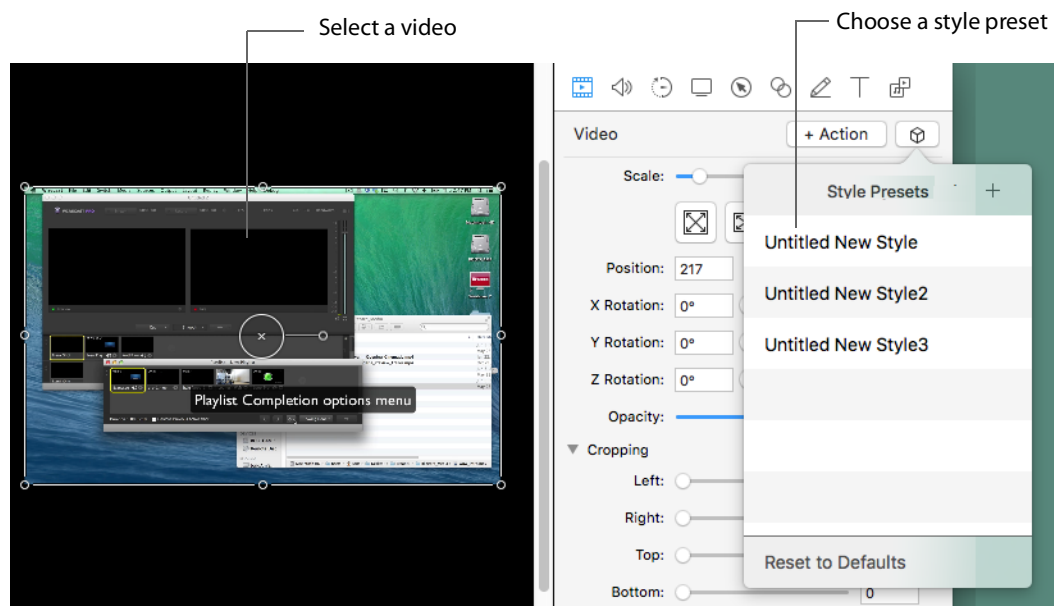 Select a video
Choose a style preset
Video
+ Action
Scale:
Style Presets
+
Untitled New Style
Position: 217
Untitled New Style2
X Rotation: 0°
Y Rotation: 0°
Untitled New Style3
Z Rotation: 0°
Playlist Completion options menu
Opacity:
Cropping
Left:
Right:
Top:
Reset to Defaults
Bottom: 0